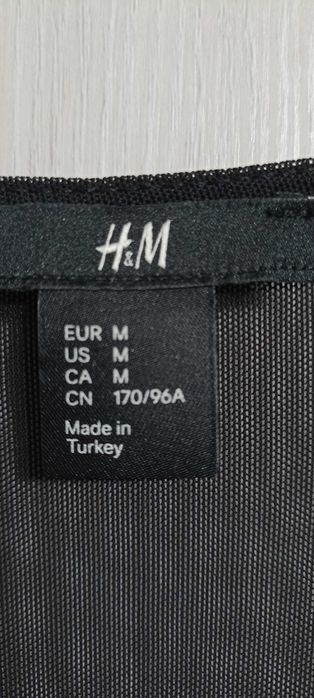 H&M
EUR M
US M
CA M
CN 170/96A
Made in
Turkey